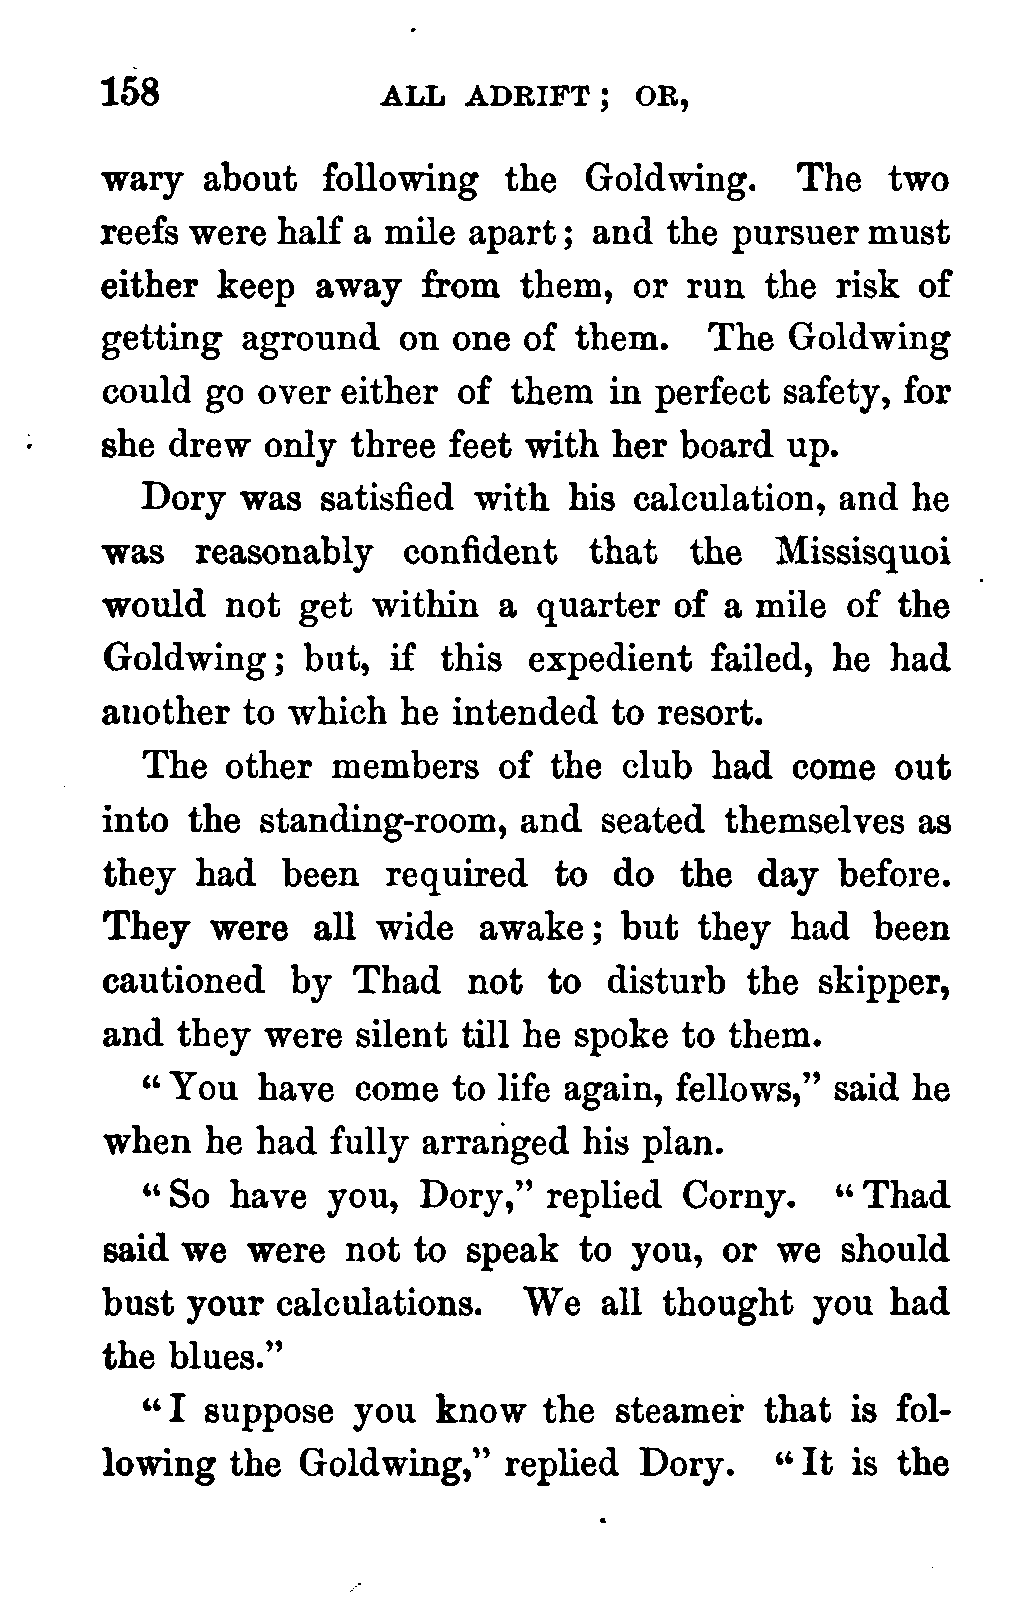 158 ALL ADRIFT; OR,
wary about following the Goldwing. The two
reefs were half a mile apart; and the pursuer must
either keep away from them, or run the risk of
getting aground on one of them. The Goldwing
could go over either of them in perfect safety, for
she drew only three feet with her board up.
Dory was satisfied with his calculation, and he
was reasonably confident that the Missisquoi
would not get within a quarter of a mile of the
Goldwing; but, if this expedient failed, he had
another to which he intended to resort.
The other members of the club had come out
into the standing-room, and seated themselves as
they had been required to do the day before.
They were all wide awake; but they had been
cautioned by Thad not to disturb the skipper,
and they were silent till he spoke to them.
“You have come to life again, fellows,” said he
when he had fully arranged his plan.
“So have you, Dory,” replied Corny. “Thad
said we were not to speak to you, or we should
bust your calculations. We all thought you had
the blues.”
“I suppose you know the steamer that is fol-
lowing the Goldwing,” replied Dory. “It is the